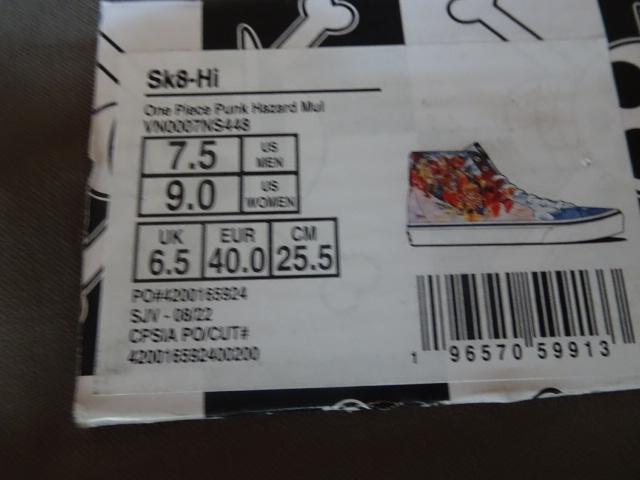 Sk8-Hi
One Piece Punk Hazard Mul
VN0007NS448
7.5 US MEN
9.0 US WOMEN
UK EUR CM
6.5 40.0 25.5
PO#4200165924
SJV - 08/22
CPSIA PO/CUT#
420016592400200
1 96570 59913